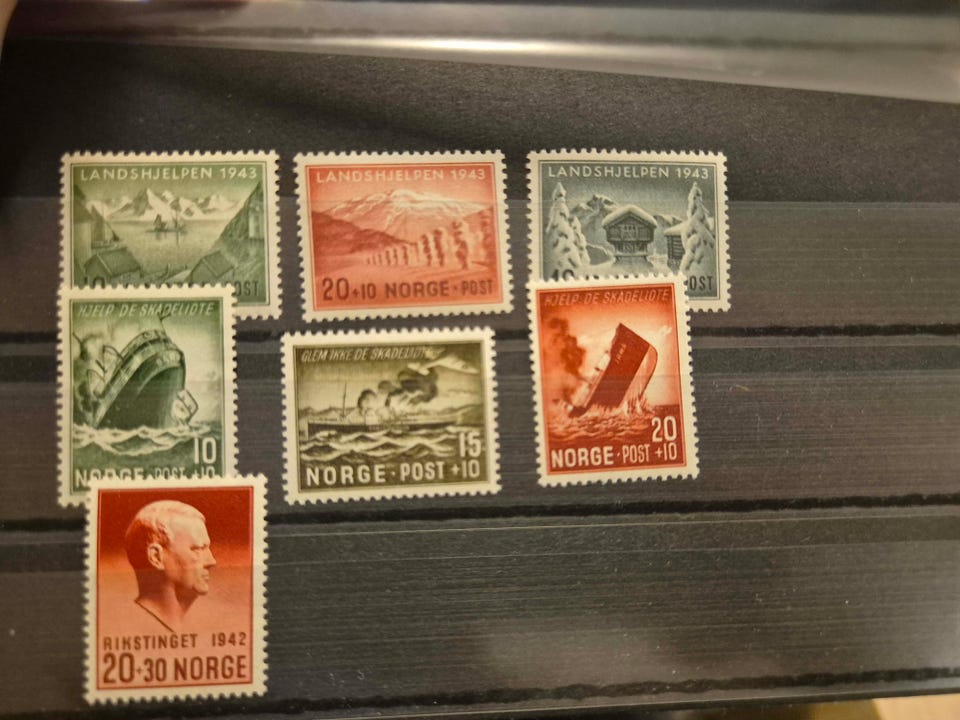 LANDSHJELPEN 1943
10
POST
LANDSHJELPEN 1943
20+10 NORGE·POST
LANDSHJELPEN 1943
POST
HJELP DE SKADELIDTE
10
NORGE·POST +10
GLEM IKKE DE SKADELIDTE
15
NORGE·POST +10
HJELP DE SKADELIDTE
20
NORGE·POST +10
RIKSTINGET 1942
20+30 NORGE